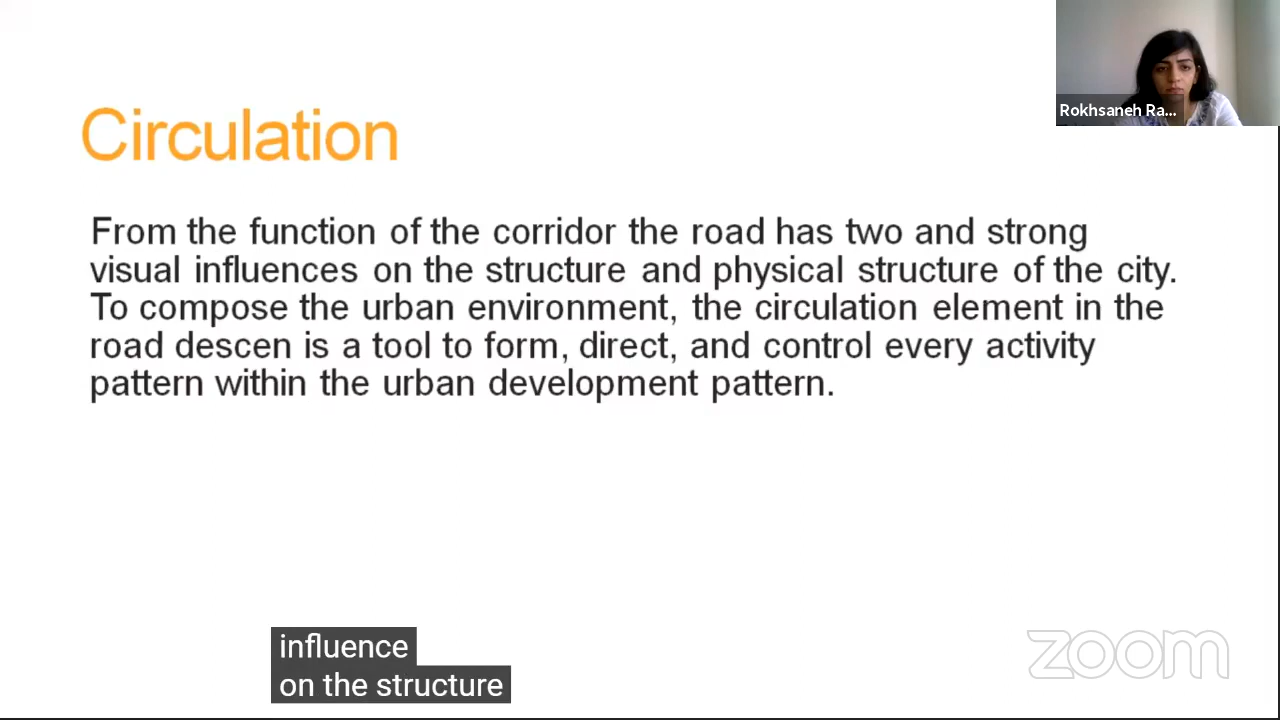 Rokhsaneh Ra...
Circulation
From the function of the corridor the road has two and strong
visual influences on the structure and physical structure of the city.
To compose the urban environment, the circulation element in the
road descen is a tool to form, direct, and control every activity
pattern within the urban development pattern.
influence
on the structure
zoom